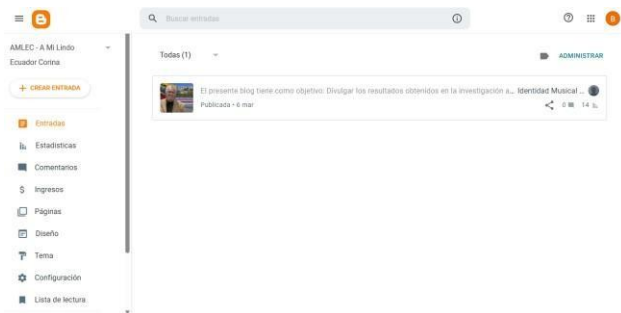 Buscar entradas
B
AMLEC - A Mi Lindo
Ecuador Corina
+ CREAR ENTRADA
Entradas
Estadísticas
Comentarios
$ Ingresos
Páginas
Diseño
Tema
Configuración
Lista de lectura
Todas (1)
ADMINISTRAR
El presente blog tiene como objetivo: Divulgar los resultados obtenidos en la investigación a... Identidad Musical ...
Publicada • 6 mar
0
14